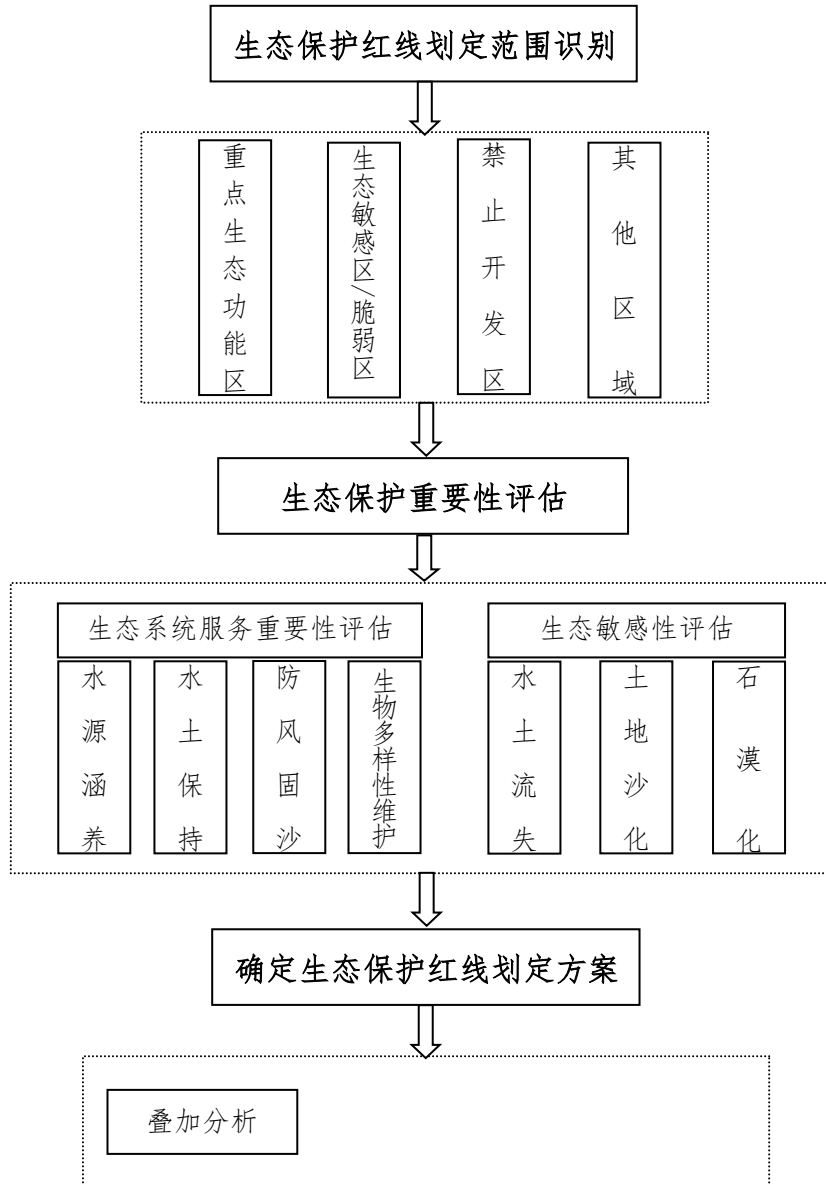 生态保护红线划定范围识别
重点生态功能区
生态敏感区/脆弱区
禁止开发区
其他区域
生态保护重要性评估
生态系统服务重要性评估
水源涵养
水土保持
防风固沙
生物多样性维护
生态敏感性评估
水土流失
土地沙化
石漠化
确定生态保护红线划定方案
叠加分析